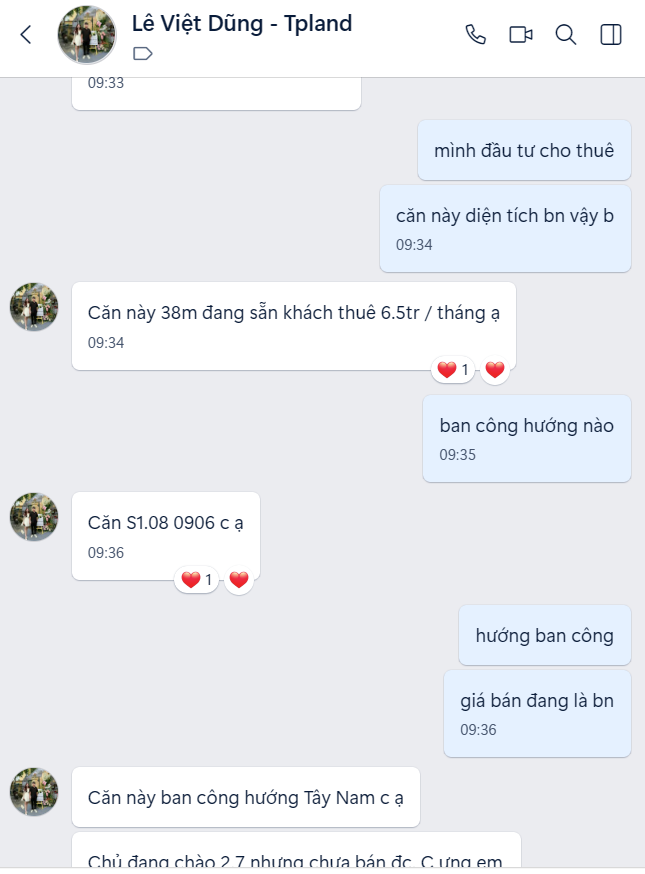 Lê Việt Dũng - Tpland
09:33
mình đầu tư cho thuê
căn này diện tích bn vậy b
09:34
Căn này 38m đang sẵn khách thuê 6.5tr / tháng ạ
09:34
1
ban công hướng nào
09:35
Căn S1.08 0906 c ạ
09:36
1
hướng ban công
giá bán đang là bn
09:36
Căn này ban công hướng Tây Nam c ạ
Chủ đang chào 2.7 nhưng chưa bán đc. C ưng em